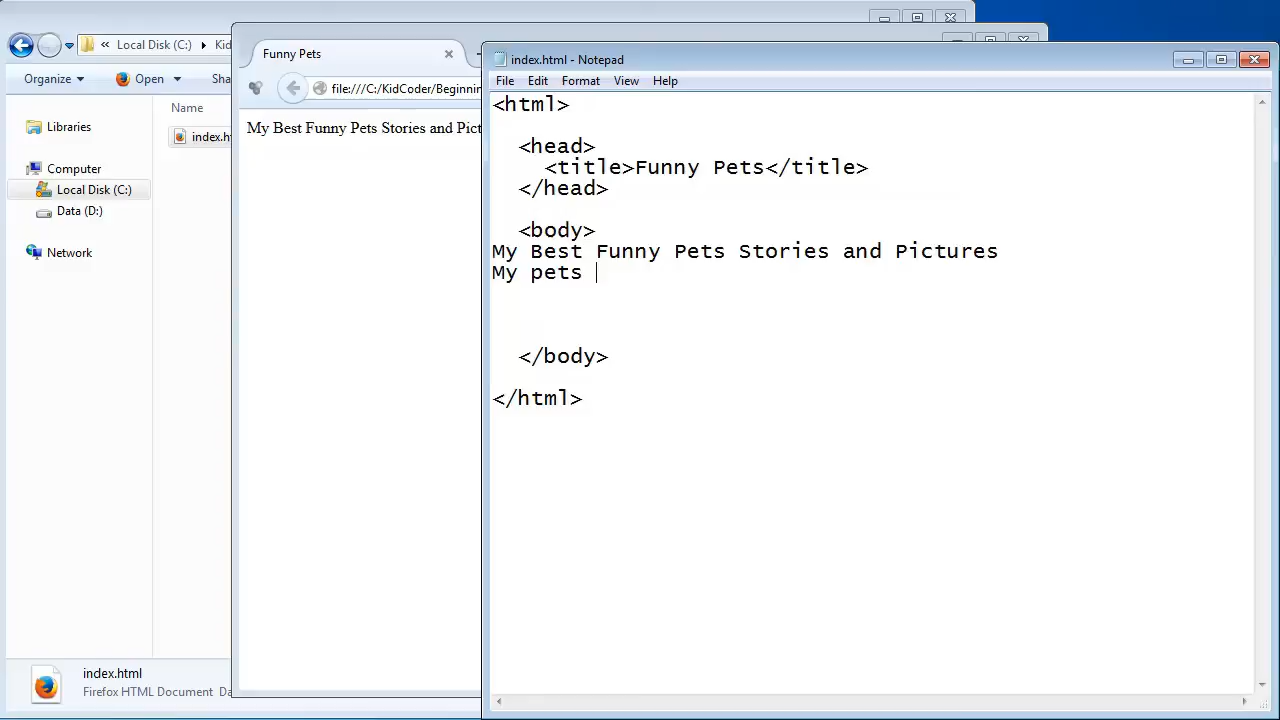 « Local Disk (C:) ▸ Kid
Organize Open Sha
Name
Libraries
index.h
Computer
Local Disk (C:)
Data (D:)
Network
index.html
Firefox HTML Document Da
Funny Pets
file:///C:/KidCoder/Beginnin
My Best Funny Pets Stories and Pict
index.html - Notepad
File Edit Format View Help
<html>
<head>
<title>Funny Pets</title>
</head>
<body>
My Best Funny Pets Stories and Pictures
My pets
</body>
</html>